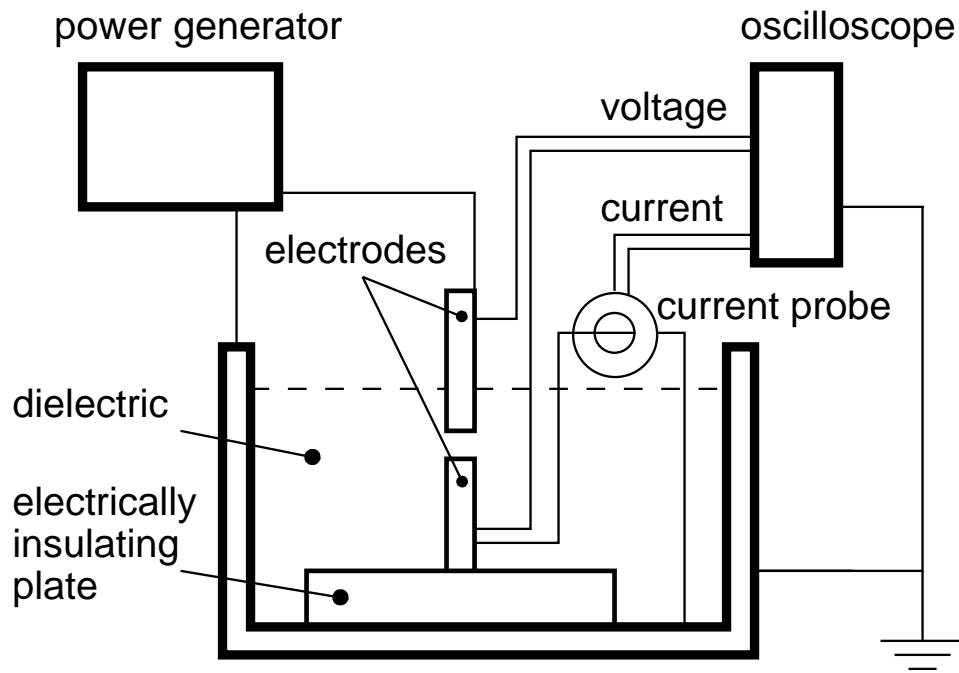 power generator
oscilloscope
voltage
current
electrodes
current probe
dielectric
electrically
insulating
plate